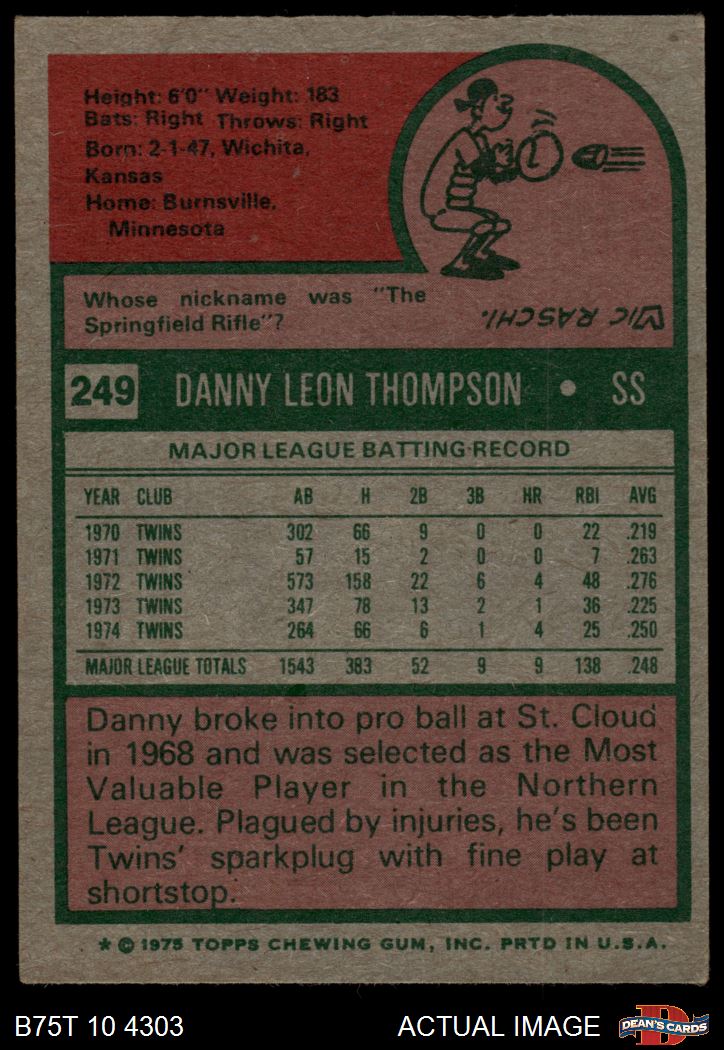 Height: 6'0" Weight: 183
Bats: Right Throws: Right
Born: 2-1-47, Wichita,
Kansas
Home: Burnsville,
Minnesota
Whose nickname was "The
Springfield Rifle"?
Vic RASCHI.
249 DANNY LEON THOMPSON • SS
MAJOR LEAGUE BATTING RECORD
YEAR CLUB AB H 2B 3B HR RBI AVG
1970 TWINS 302 66 9 0 0 22 .219
1971 TWINS 57 15 2 0 0 7 .263
1972 TWINS 573 158 22 6 4 48 .276
1973 TWINS 347 78 13 2 1 36 .225
1974 TWINS 264 66 6 1 4 25 .250
MAJOR LEAGUE TOTALS 1543 383 52 9 9 138 .248
Danny broke into pro ball at St. Cloud
in 1968 and was selected as the Most
Valuable Player in the Northern
League. Plagued by injuries, he's been
Twins' sparkplug with fine play at
shortstop.
* © 1975 TOPPS CHEWING GUM, INC. PRTD IN U.S.A.
B75T 10 4303 ACTUAL IMAGE D DEAN'S CARDS